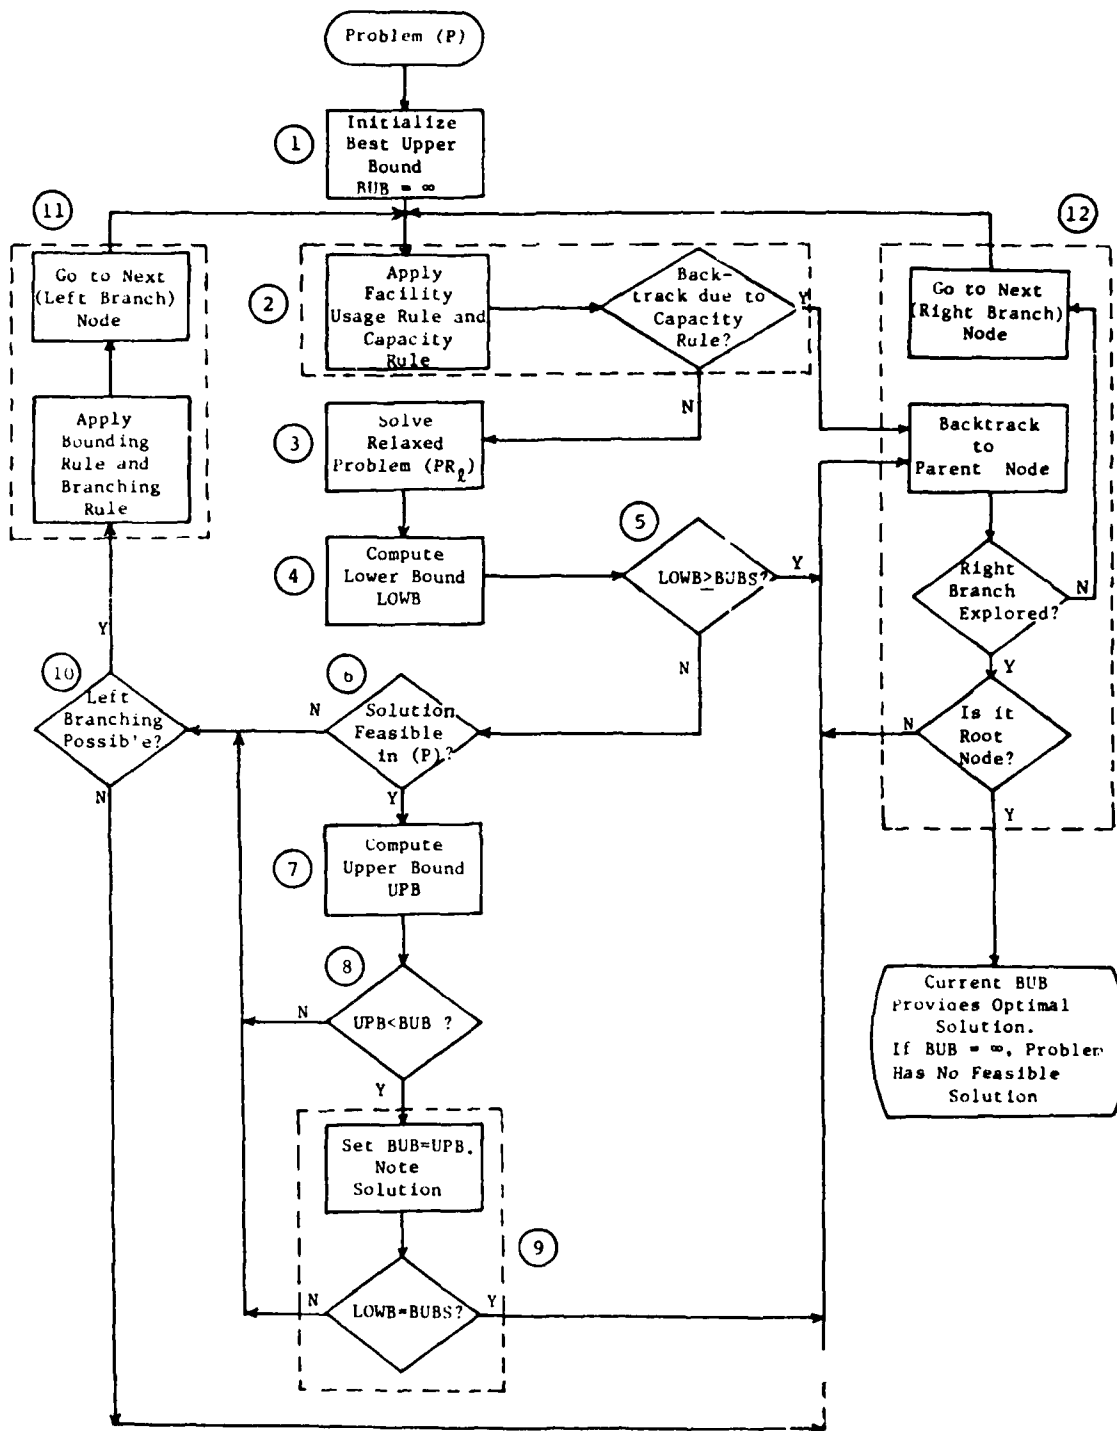 Problem (P)
1
Initialize
Best Upper
Bound
BUB = ∞
11
Go to Next
(Left Branch)
Node
Apply
Bounding
Rule and
Branching
Rule
2
Apply
Facility
Usage Rule and
Capacity
Rule
Back-
track due to
Capacity
Rule?
Y
N
12
Go to Next
(Right Branch)
Node
Backtrack
to
Parent Node
Right
Branch
Explored?
N
Y
Is it
Root
Node?
N
Y
3
Solve
Relaxed
Problem (PRℓ)
4
Compute
Lower Bound
LOWB
5
LOWB≥BUBS?
Y
N
6
Solution
Feasible
in (P)?
N
Y
10
Left
Branching
Possib'e?
Y
N
7
Compute
Upper Bound
UPB
8
UPB<BUB ?
N
Y
9
Set BUB=UPB.
Note
Solution
LOWB=BUBS?
N
Y
Current BUB
Provides Optimal
Solution.
If BUB = ∞, Problem
Has No Feasible
Solution